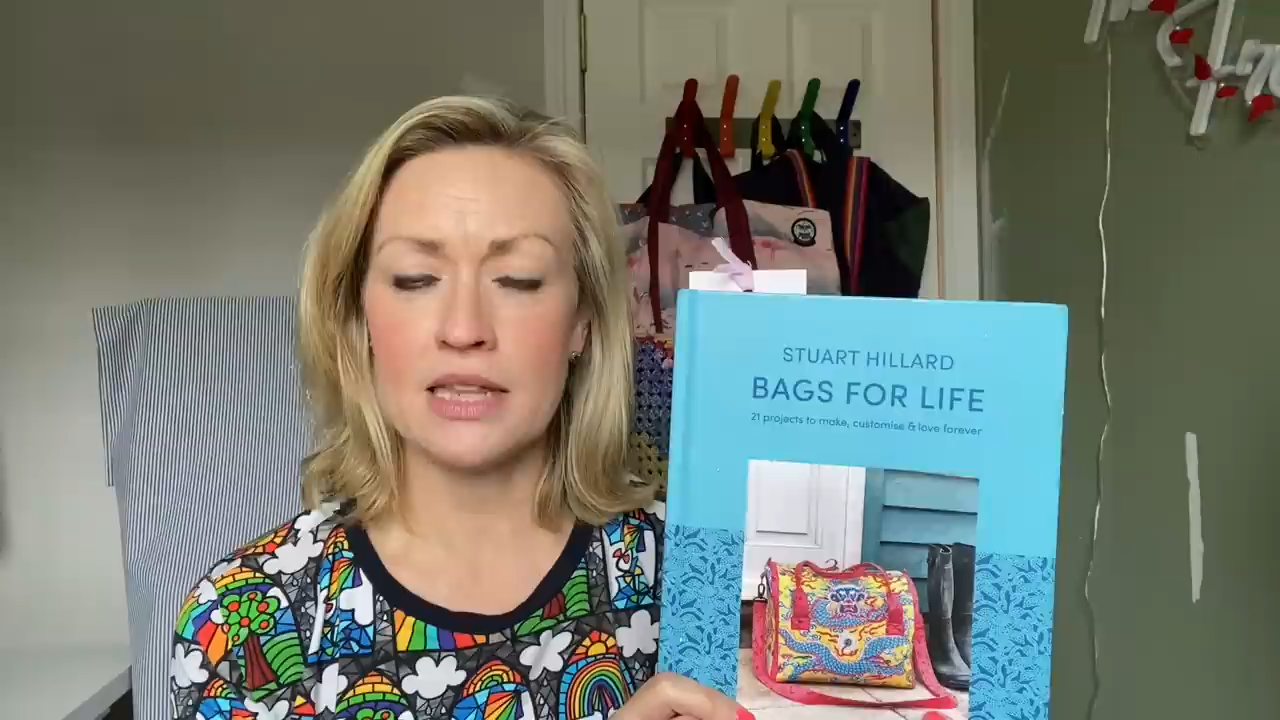 STUART HILLARD
BAGS FOR LIFE
21 projects to make, customise & love forever